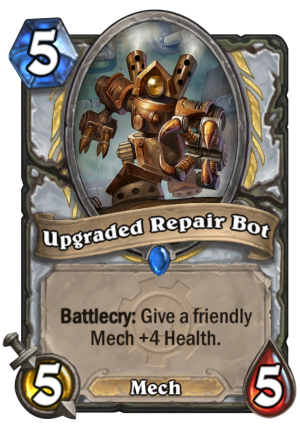 5
Upgraded Repair Bot
Battlecry: Give a friendly
Mech +4 Health.
5
Mech
5